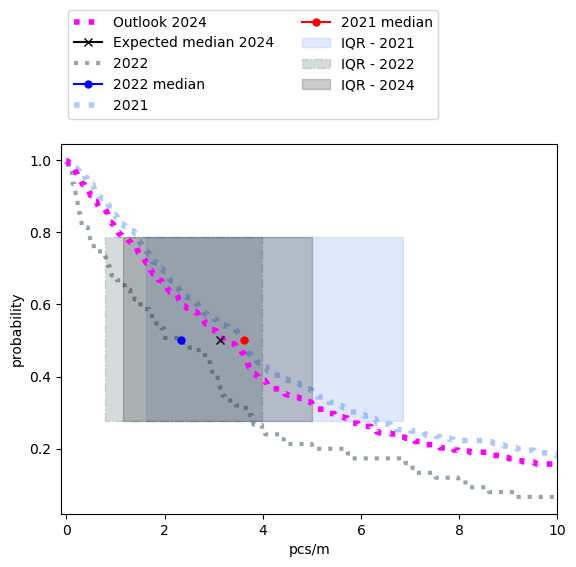 Outlook 2024
Expected median 2024
2022
2022 median
2021
2021 median
IQR - 2021
IQR - 2022
IQR - 2024
1.0
0.8
0.6
0.4
0.2
probability
0
2
4
6
8
10
pcs/m